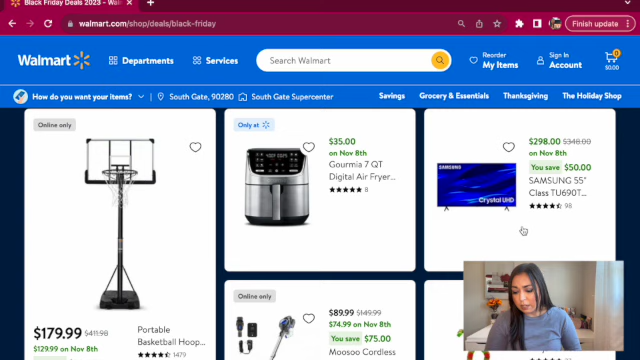 Black Friday Deals 2023 - Wal
walmart.com/shop/deals/black-friday
Finish update
Walmart
Departments
Services
Search Walmart
Reorder
My Items
Sign In
Account
0
$0.00
How do you want your items?
South Gate, 90280
South Gate Supercenter
Savings
Grocery & Essentials
Thanksgiving
The Holiday Shop
Online only
$179.99 $411.98
$129.99 on Nov 8th
Portable
Basketball Hoop...
1479
Only at
$35.00
on Nov 8th
Gourmia 7 QT
Digital Air Fryer...
8
SAMSUNG
Crystal UHD
$298.00 $348.00
on Nov 8th
You save $50.00
SAMSUNG 55"
Class TU690T...
98
Online only
$89.99 $149.99
$74.99 on Nov 8th
You save $75.00
Moosoo Cordless